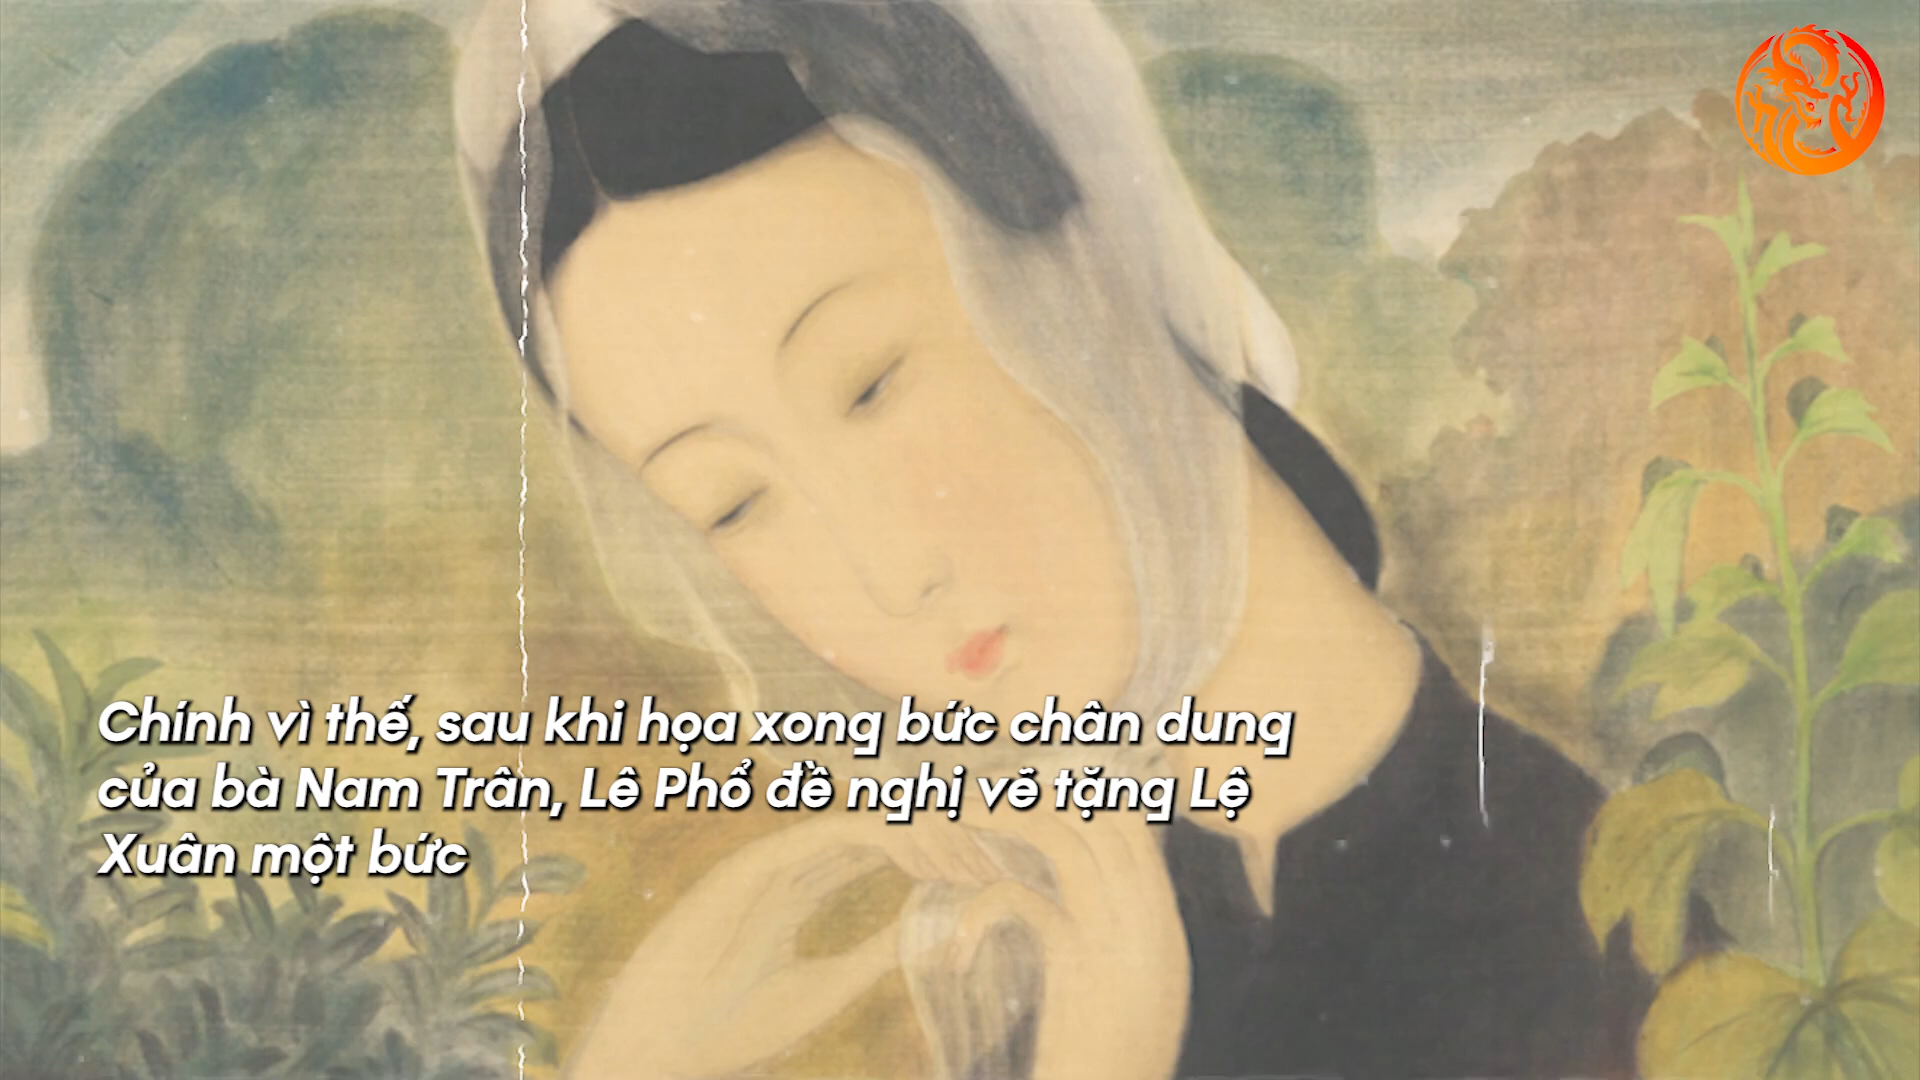 Chính vì thế, sau khi họa xong bức chân dung
của bà Nam Trân, Lê Phổ đề nghị vẽ tặng Lệ
Xuân một bức